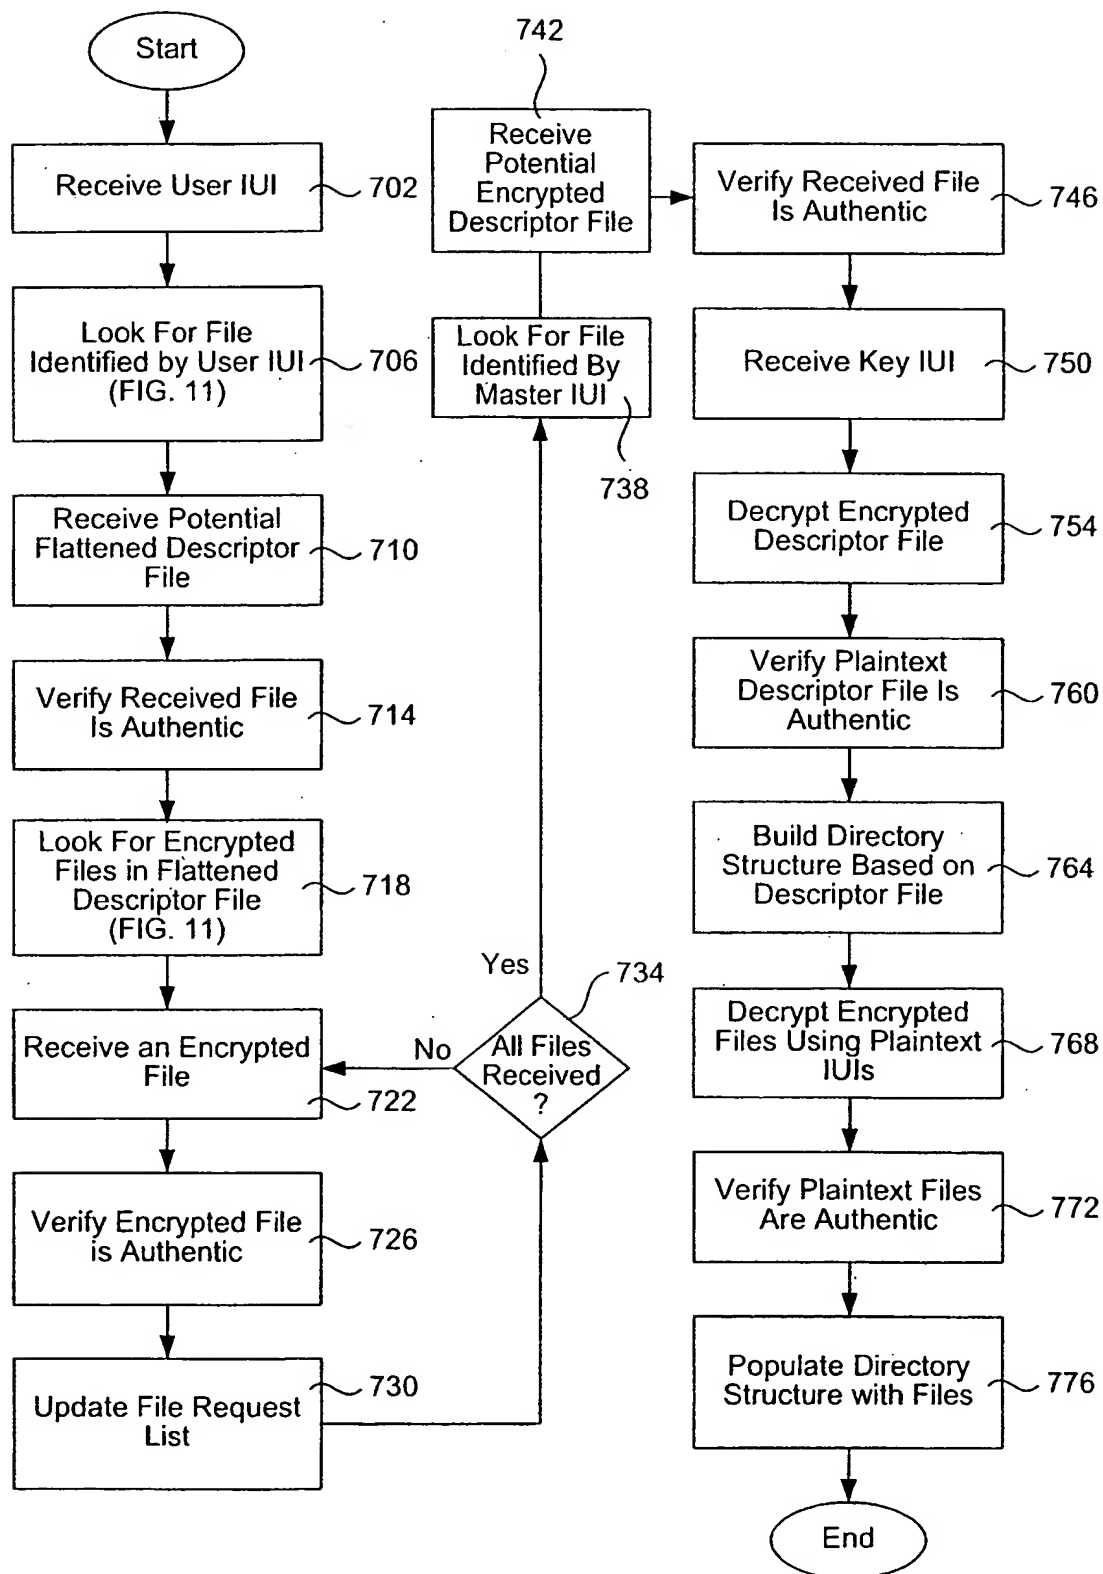 Start
Receive User IUI
702
Look For File
Identified by User IUI
(FIG. 11)
706
Receive Potential
Flattened Descriptor
File
710
Verify Received File
Is Authentic
714
Look For Encrypted
Files in Flattened
Descriptor File
(FIG. 11)
718
Receive an Encrypted
File
722
Verify Encrypted File
is Authentic
726
Update File Request
List
730
All Files
Received
?
734
No
Yes
Look For File
Identified By
Master IUI
738
742
Receive
Potential
Encrypted
Descriptor File
Verify Received File
Is Authentic
746
Receive Key IUI
750
Decrypt Encrypted
Descriptor File
754
Verify Plaintext
Descriptor File Is
Authentic
760
Build Directory
Structure Based on
Descriptor File
764
Decrypt Encrypted
Files Using Plaintext
IUIs
768
Verify Plaintext Files
Are Authentic
772
Populate Directory
Structure with Files
776
End